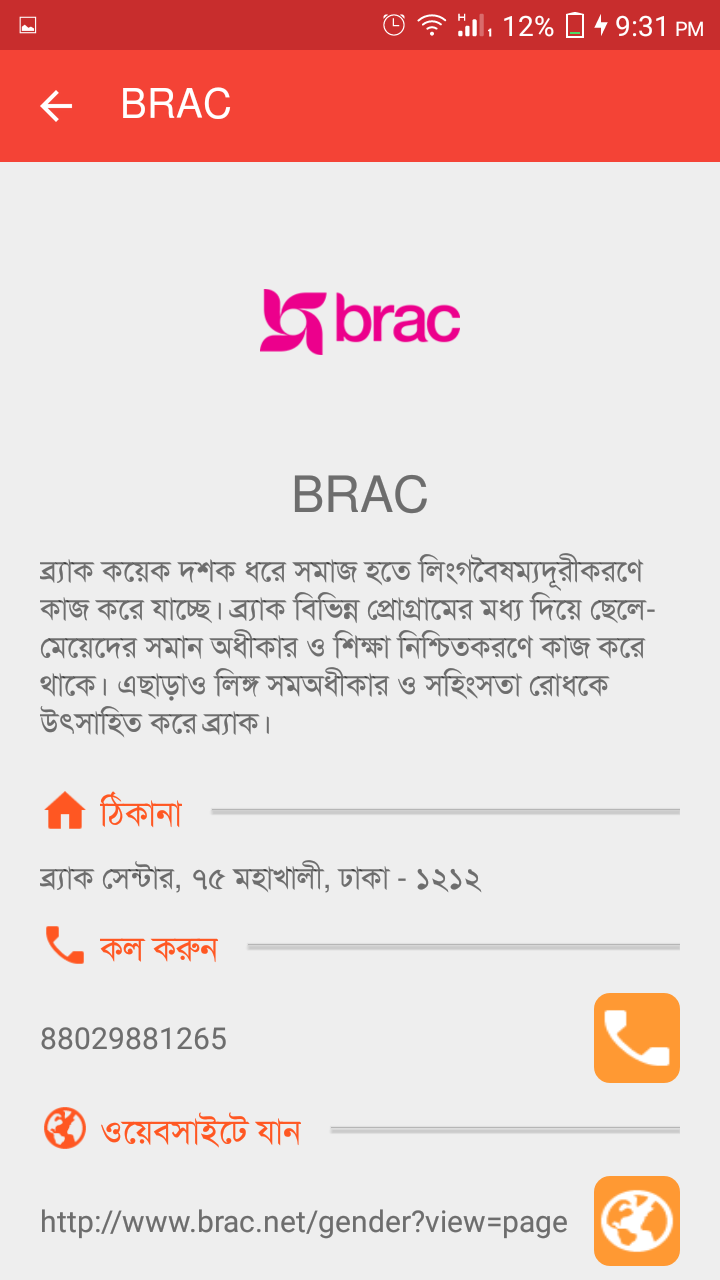 H 1 12% 9:31 PM
BRAC
brac
BRAC
ব্র্যাক কয়েক দশক ধরে সমাজ হতে লিংগবৈষম্যদূরীকরণে
কাজ করে যাচ্ছে। ব্র্যাক বিভিন্ন প্রোগ্রামের মধ্য দিয়ে ছেলে-
মেয়েদের সমান অধীকার ও শিক্ষা নিশ্চিতকরণে কাজ করে
থাকে। এছাড়াও লিঙ্গ সমঅধীকার ও সহিংসতা রোধকে
উৎসাহিত করে ব্র্যাক।
ঠিকানা
ব্র্যাক সেন্টার, ৭৫ মহাখালী, ঢাকা - ১২১২
কল করুন
88029881265
ওয়েবসাইটে যান
http://www.brac.net/gender?view=page